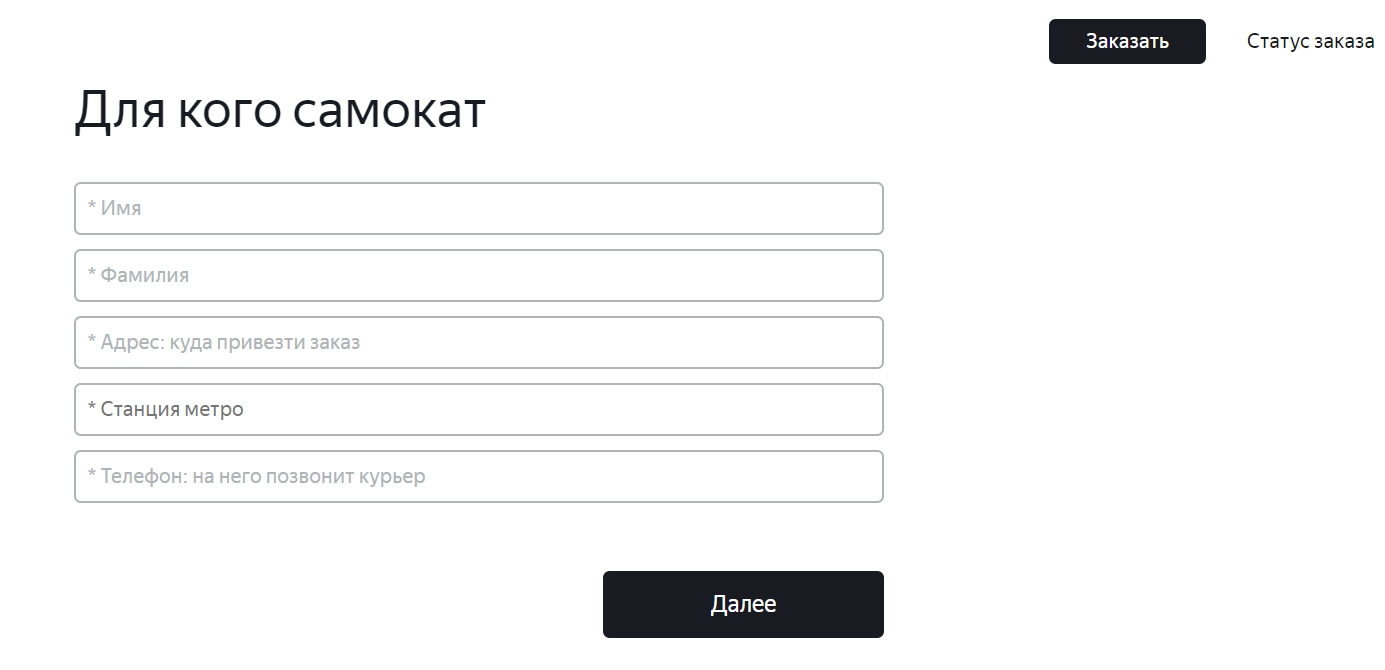 Заказать
Статус заказа
Для кого самокат
* Имя
* Фамилия
* Адрес: куда привезти заказ
* Станция метро
* Телефон: на него позвонит курьер
Далее